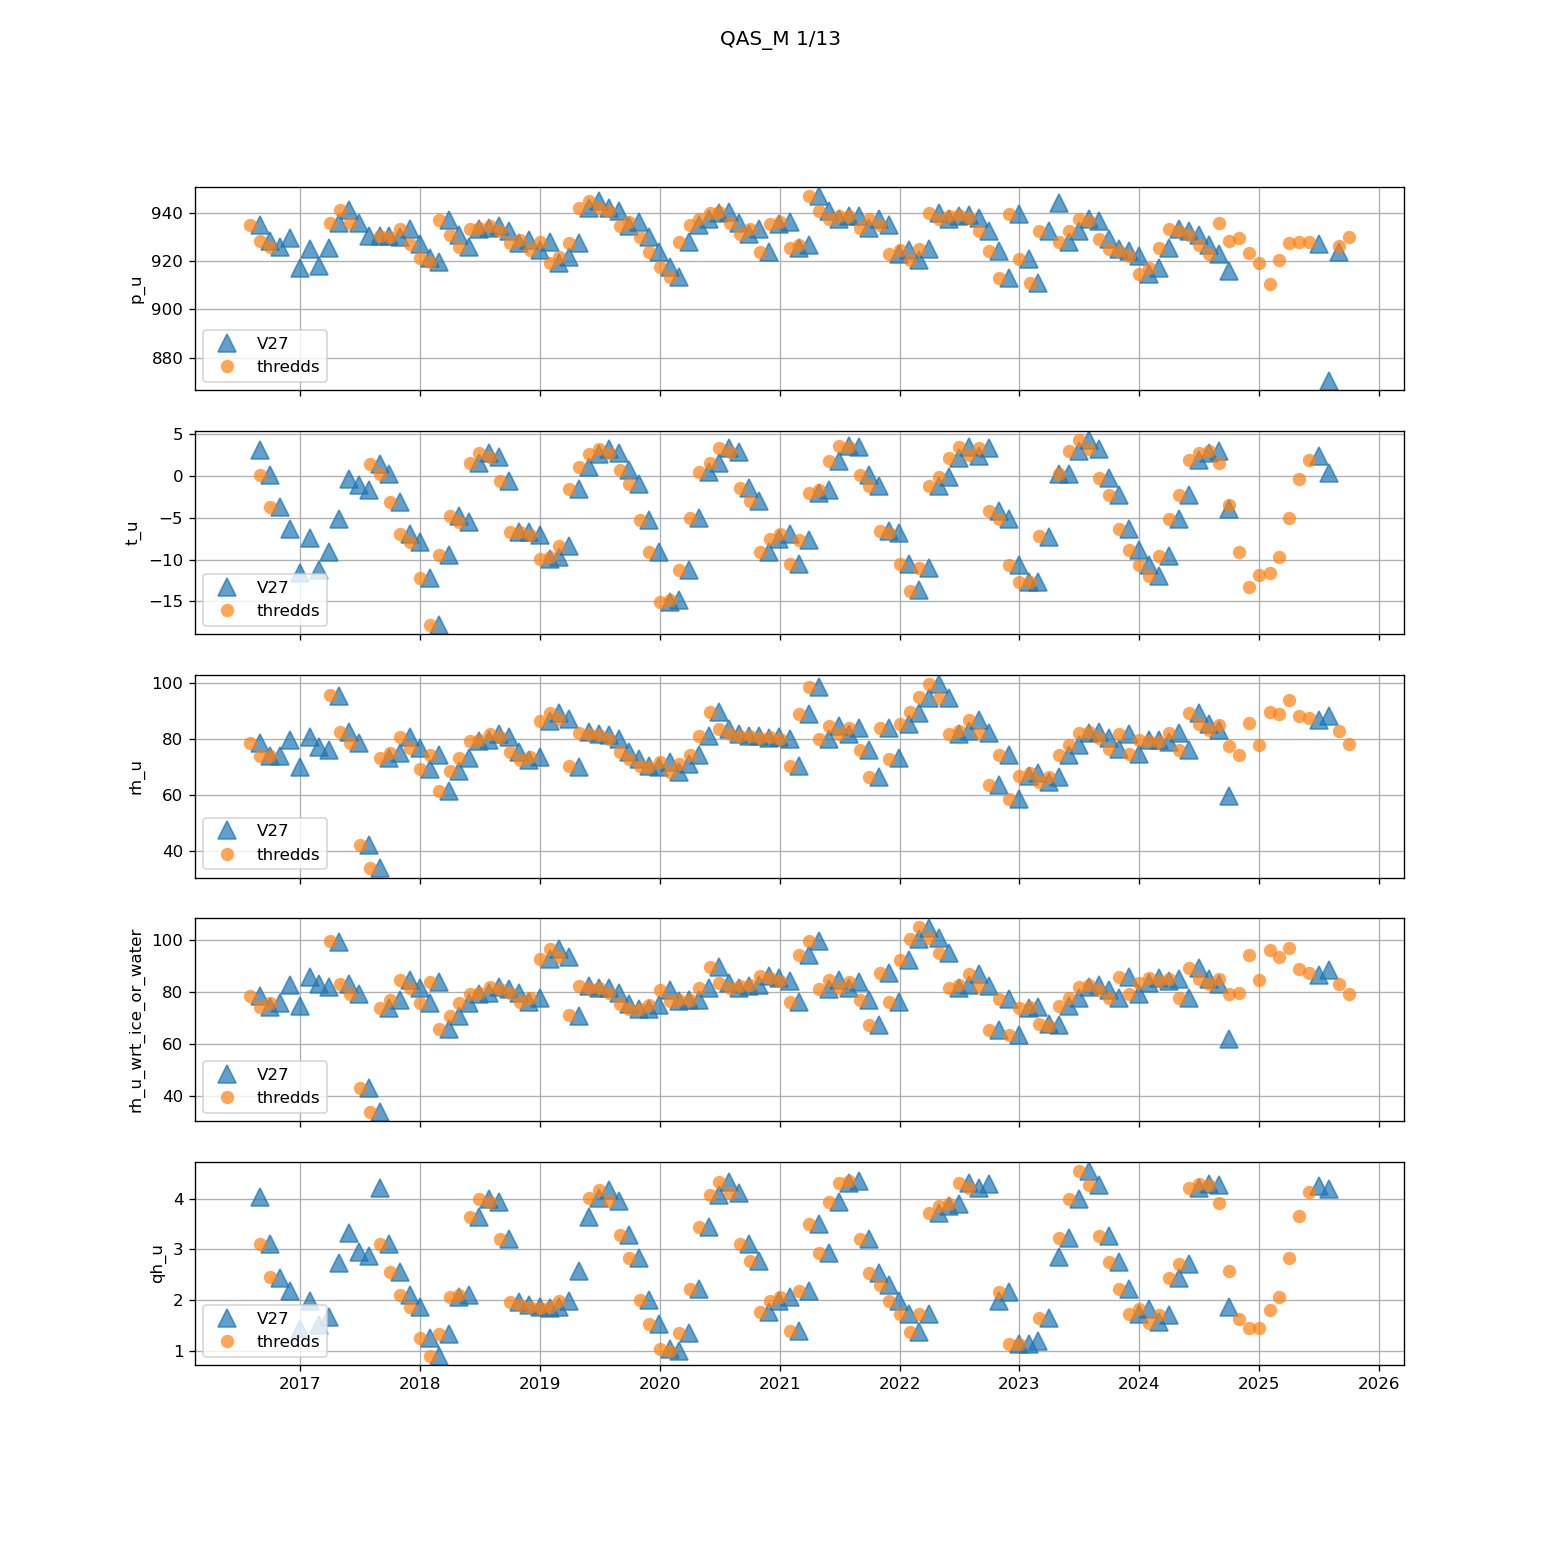 QAS_M 1/13
940
920
900
880
p_u
V27
thredds
5
0
−5
−10
−15
t_u
V27
thredds
100
80
60
40
rh_u
V27
thredds
100
80
60
40
rh_u_wrt_ice_or_water
V27
thredds
4
3
2
1
qh_u
V27
thredds
2017 2018 2019 2020 2021 2022 2023 2024 2025 2026